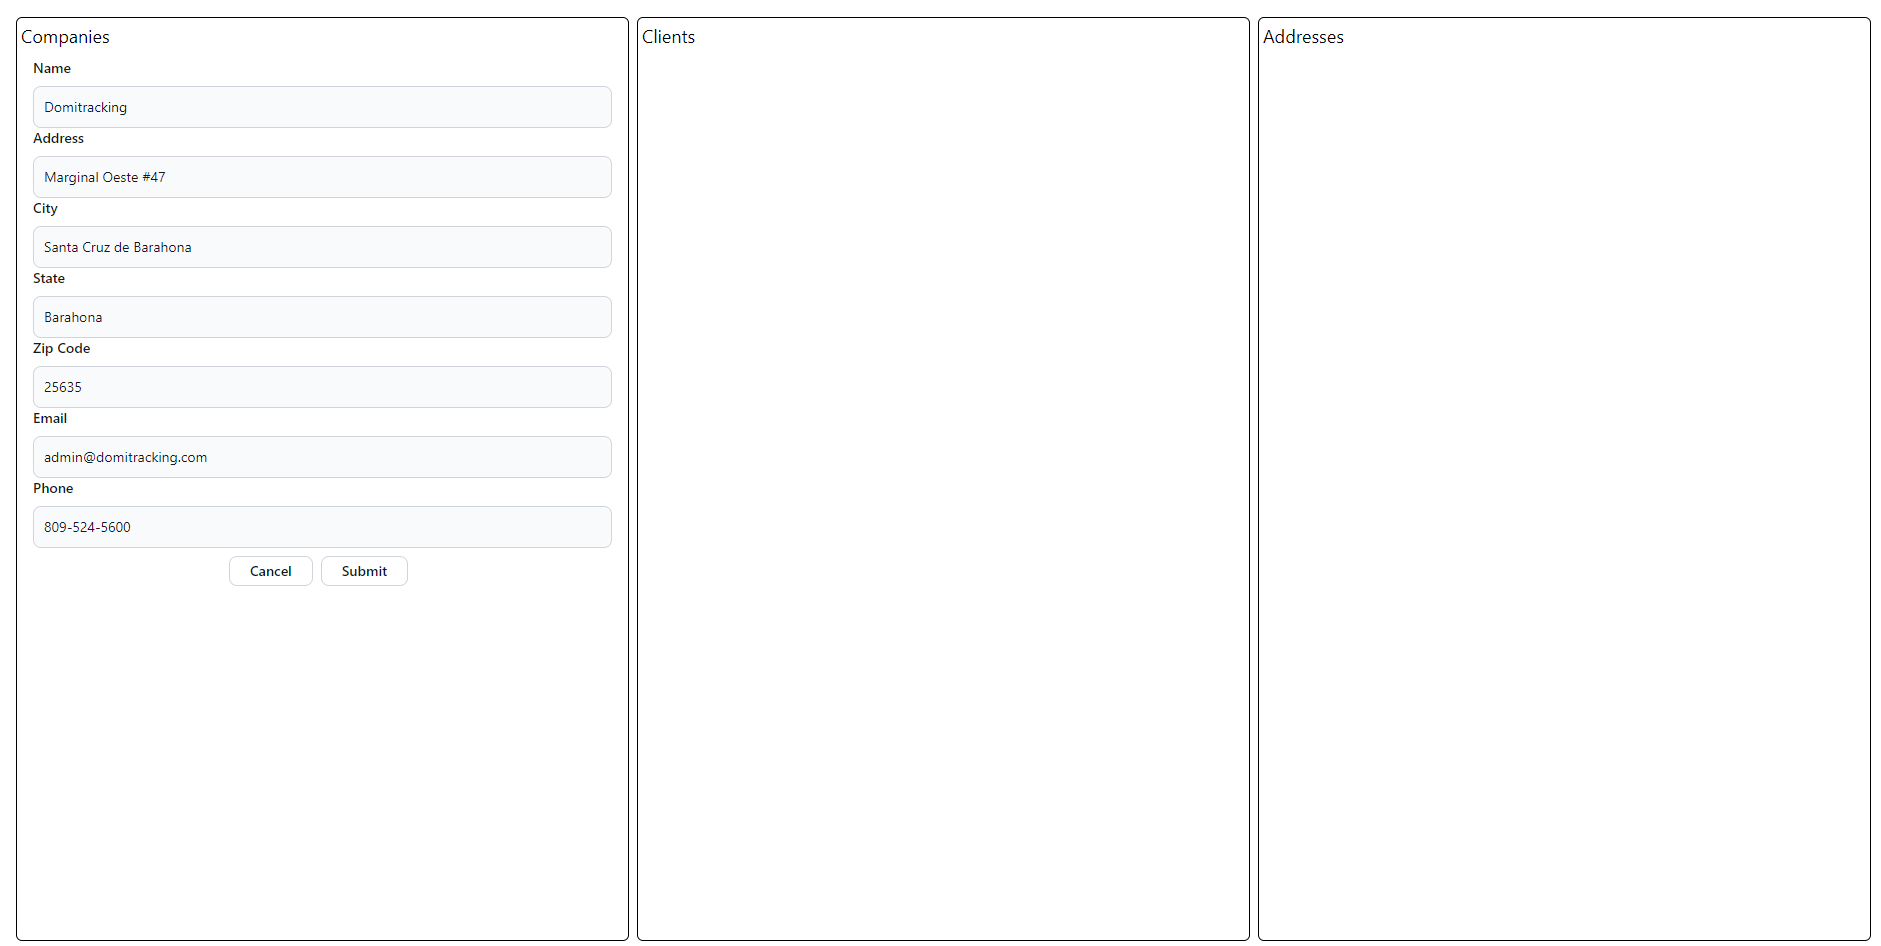 Companies
Name
Domitracking
Address
Marginal Oeste #47
City
Santa Cruz de Barahona
State
Barahona
Zip Code
25635
Email
admin@domitracking.com
Phone
809-524-5600
Cancel Submit
Clients
Addresses